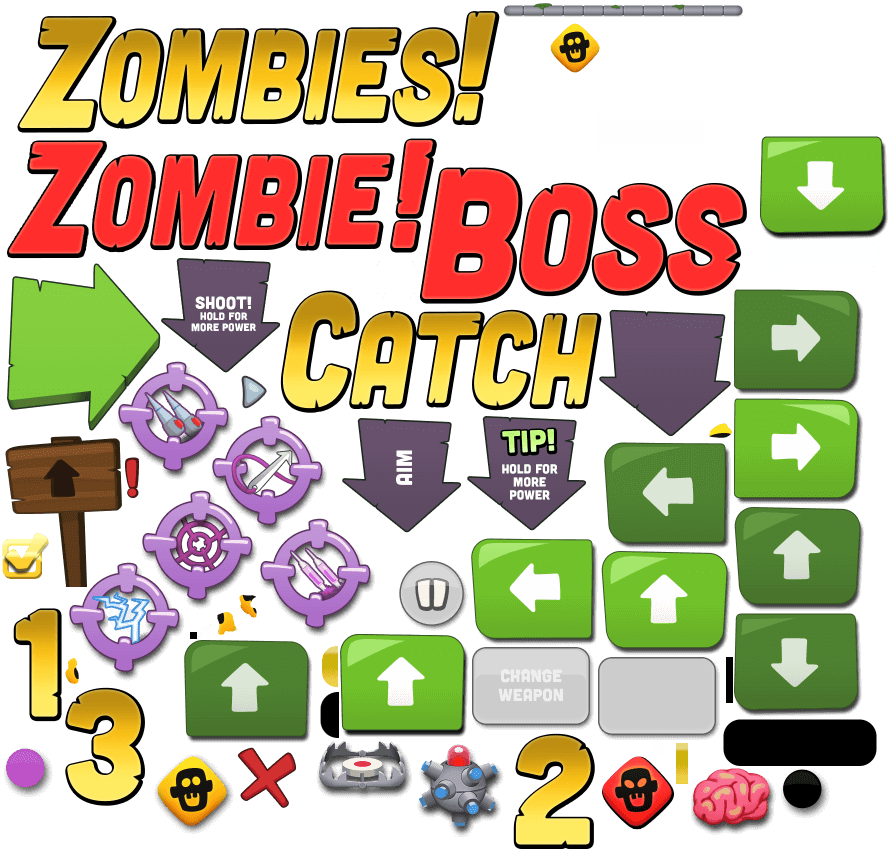 ZOMBIES!
ZOMBIE!
BOSS
SHOOT!
HOLD FOR
MORE POWER
CATCH
AIM
TIP!
HOLD FOR
MORE
POWER
!
1
CHANGE
WEAPON
3
2